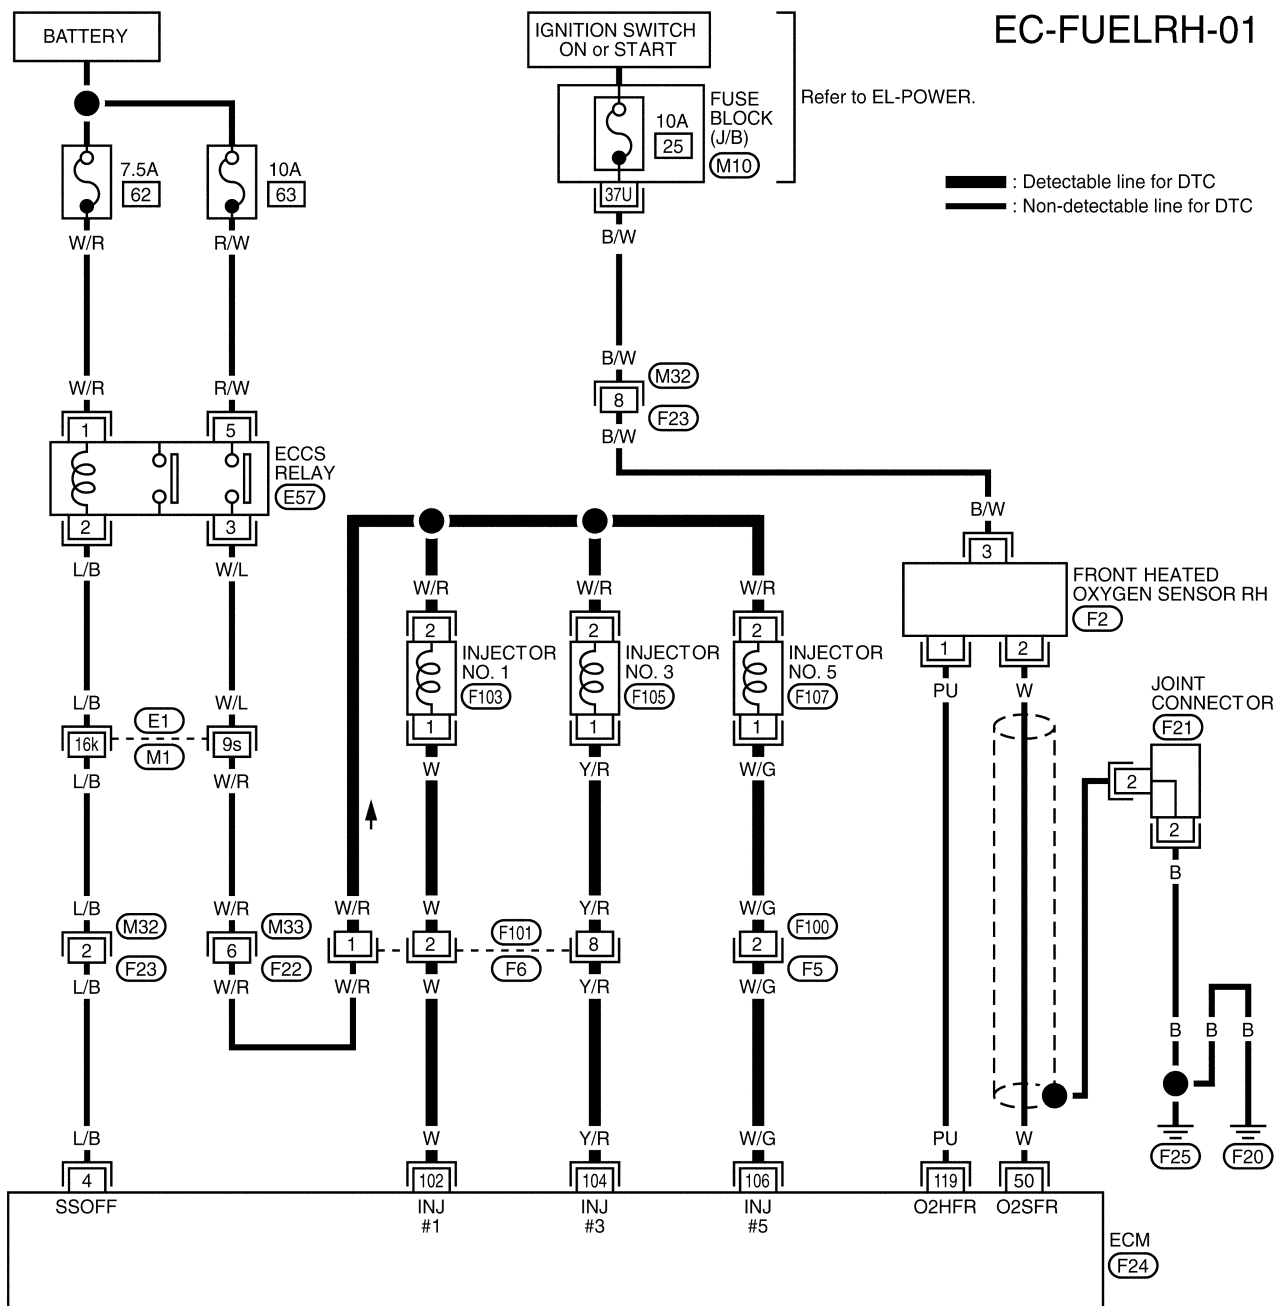 EC-FUELRH-01
BATTERY
IGNITION SWITCH
ON or START
Refer to EL-POWER.
FUSE
BLOCK
(J/B)
M10
10A
25
37U
7.5A
62
10A
63
: Detectable line for DTC
: Non-detectable line for DTC
W/R
R/W
B/W
W/R
R/W
B/W
M32
8
F23
B/W
1
5
ECCS
RELAY
E57
2
3
B/W
3
FRONT HEATED
OXYGEN SENSOR RH
F2
1
2
L/B
W/L
W/R
W/R
W/R
2
2
2
INJECTOR
NO. 1
F103
INJECTOR
NO. 3
F105
INJECTOR
NO. 5
F107
1
1
1
PU
W
JOINT
CONNECTOR
F21
2
2
B
L/B
W/L
16k
E1
M1
9s
L/B
W/R
W
Y/R
W/G
L/B
W/R
W/R
W
Y/R
W/G
2
M32
F23
6
M33
F22
1
2
F101
F6
8
2
F100
F5
L/B
W/R
W/R
W
Y/R
W/G
B
B
B
F25
F20
L/B
W
Y/R
W/G
PU
W
4
102
104
106
119
50
SSOFF
INJ
#1
INJ
#3
INJ
#5
O2HFR
O2SFR
ECM
F24